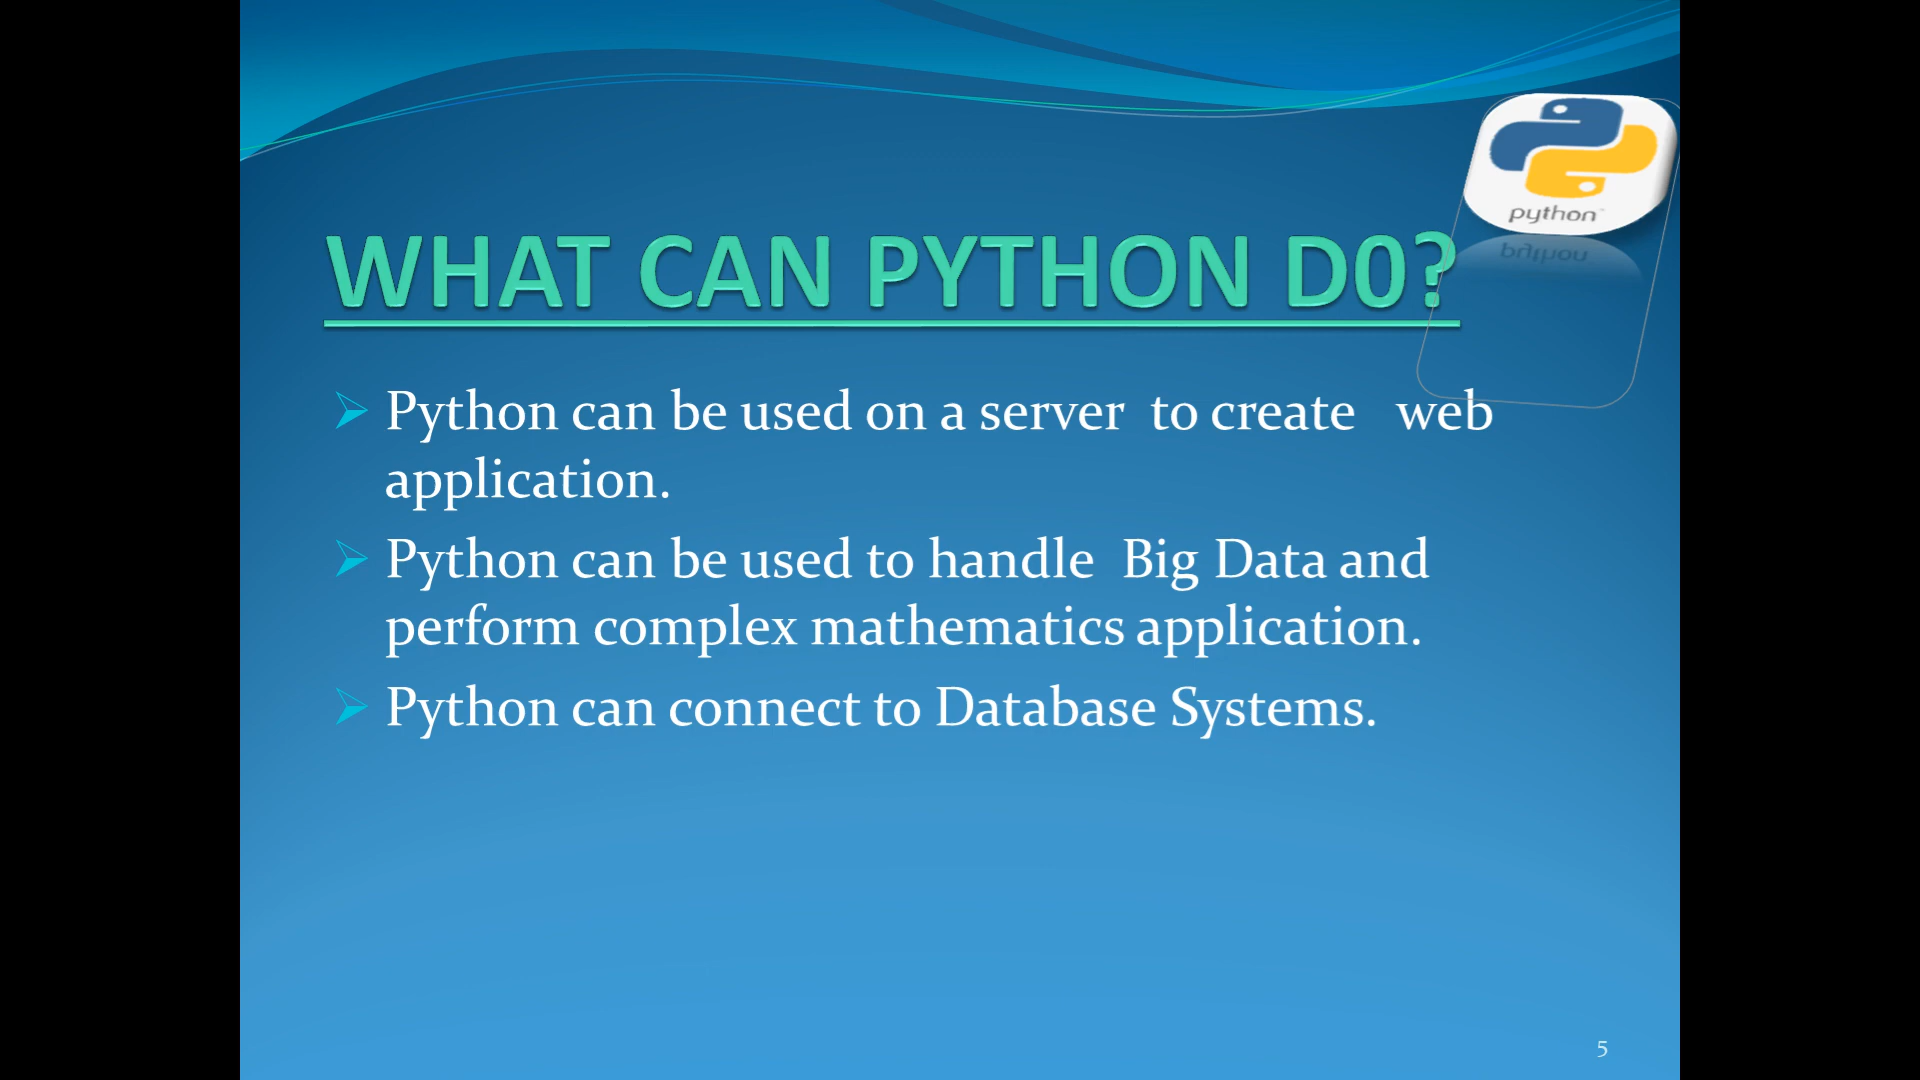 python
WHAT CAN PYTHON D0?
Python can be used on a server  to create   web
application.
Python can be used to handle  Big Data and
perform complex mathematics application.
Python can connect to Database Systems.
5